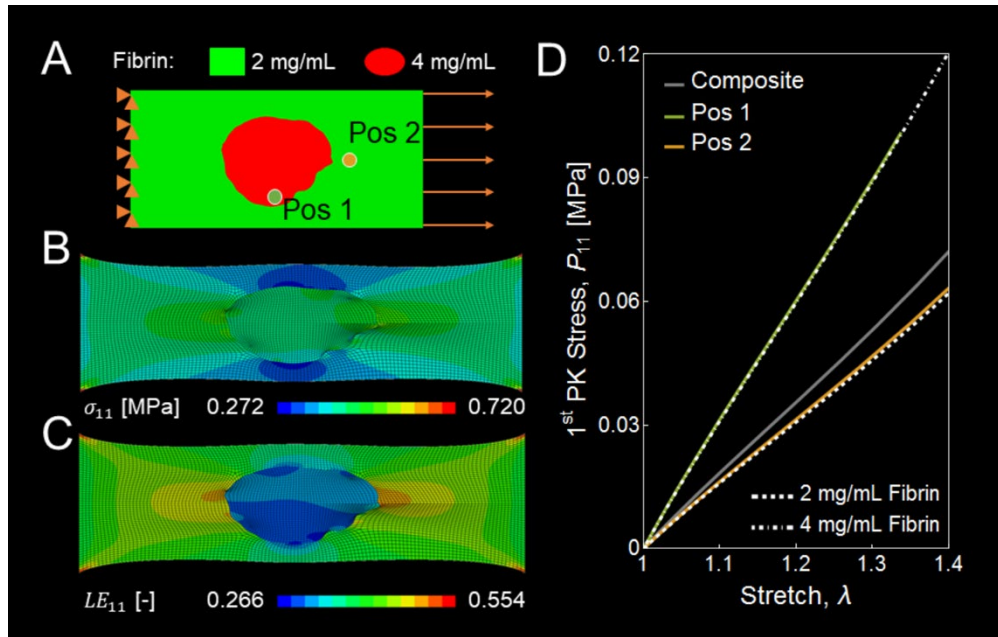 A
Fibrin: 2 mg/mL 4 mg/mL
Pos 2
Pos 1
B
σ₁₁ [MPa] 0.272 0.720
C
LE₁₁ [-] 0.266 0.554
D
0.12
Composite
Pos 1
Pos 2
0.09
0.06
0.03
0
1st PK Stress, P₁₁ [MPa]
2 mg/mL Fibrin
4 mg/mL Fibrin
1 1.1 1.2 1.3 1.4
Stretch, λ